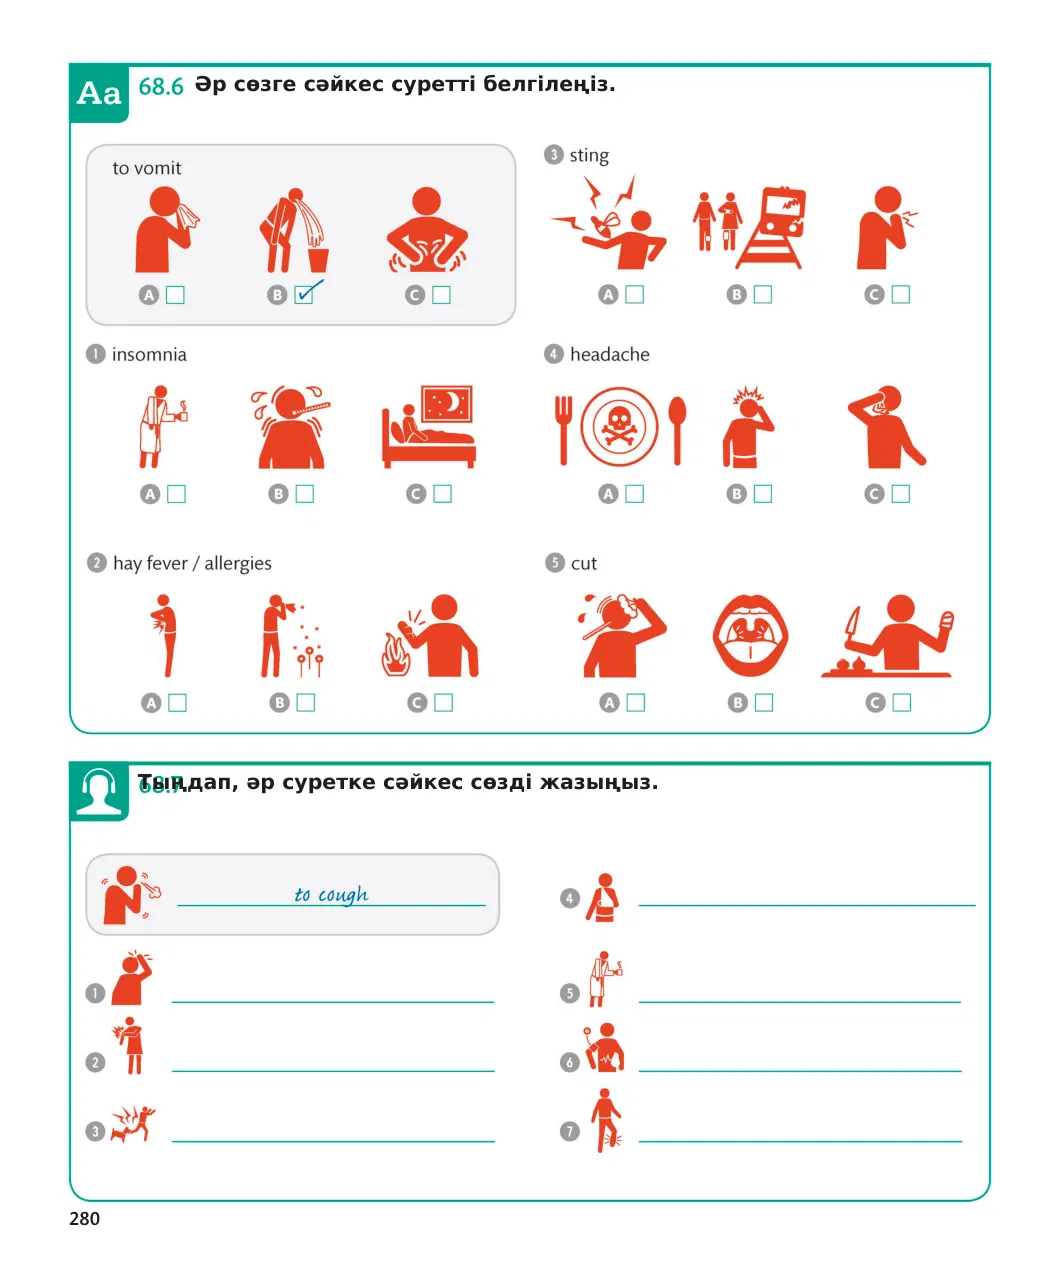 Aa 68.6 Әр сөзге сәйкес суретті белгілеңіз.
to vomit
A B C
1 insomnia
A B C
2 hay fever / allergies
A B C
3 sting
A B C
4 headache
A B C
5 cut
A B C
68.7 Тыңдап, әр суретке сәйкес сөзді жазыңыз.
to cough
1
2
3
4
5
6
7
280